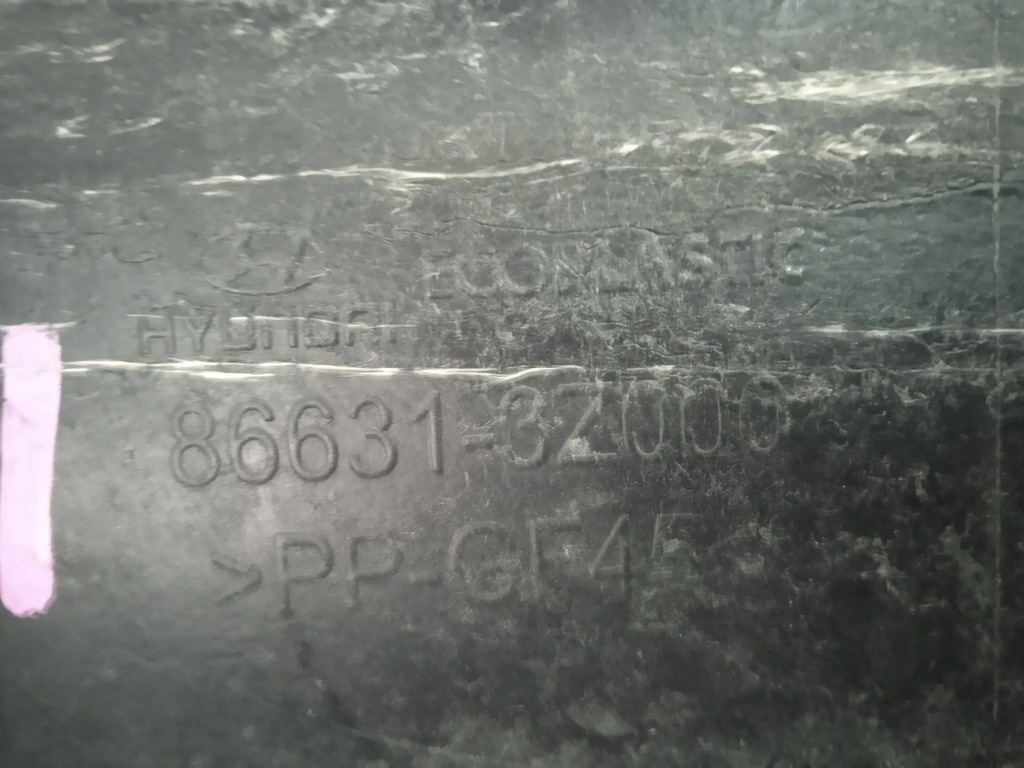 ECOPLASTIC
HYUNDAI
86631-3Z000
>PP-GF45<